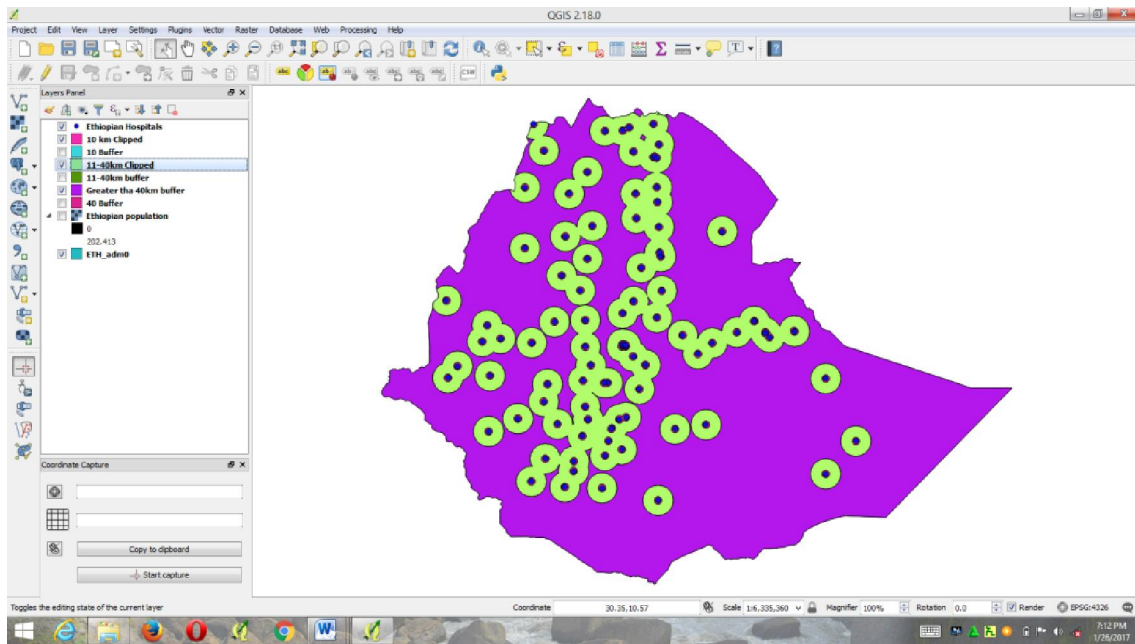 QGIS 2.18.0
Project Edit View Layer Settings Plugins Vector Raster Database Web Processing Help
Layers Panel
Ethiopian Hospitals
10 km Clipped
10 Buffer
11-40km Clipped
11-40km buffer
Greater tha 40km buffer
40 Buffer
Ethiopian population
0
202.413
ETH_adm0
Coordinate Capture
Copy to clipboard
Start capture
Toggles the editing state of the current layer
Coordinate 30.35,10.57 Scale 1:6,335,360 Magnifier 100% Rotation 0.0 Render EPSG:4326
7:12 PM
1/26/2017